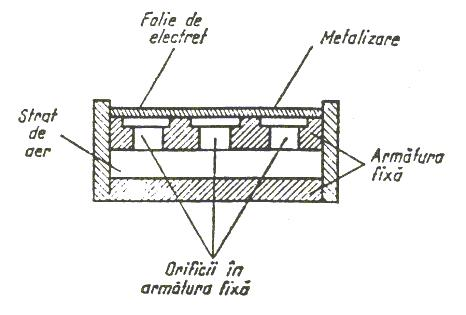 Folie de
electret
Metalizare
Strat
de
aer
Armătura
fixă
Orificii în
armătura fixă